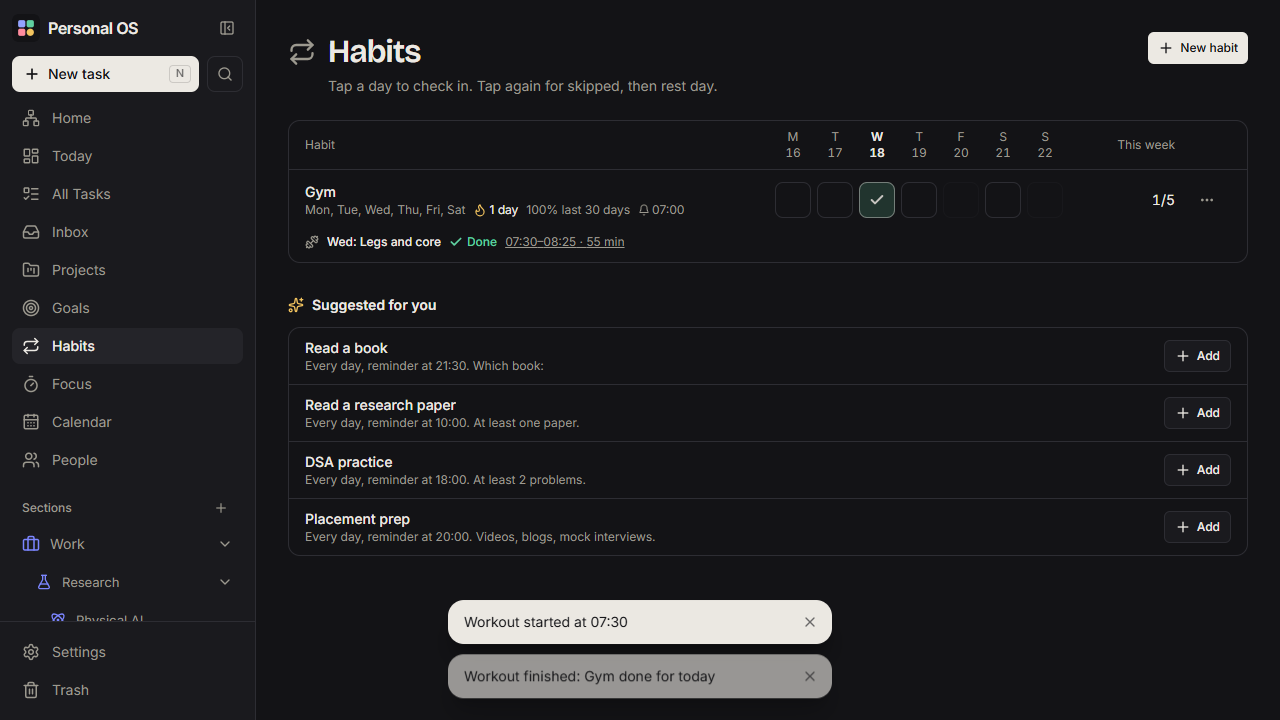 Personal OS
New task N
Home
Today
All Tasks
Inbox
Projects
Goals
Habits
Focus
Calendar
People
Sections
Work
Research
Physical AI
Settings
Trash
Habits
New habit
Tap a day to check in. Tap again for skipped, then rest day.
Habit M T W T F S S This week
16 17 18 19 20 21 22
Gym
Mon, Tue, Wed, Thu, Fri, Sat 1 day 100% last 30 days 07:00
1/5
Wed: Legs and core Done 07:30–08:25 · 55 min
Suggested for you
Read a book
Every day, reminder at 21:30. Which book:
Add
Read a research paper
Every day, reminder at 10:00. At least one paper.
Add
DSA practice
Every day, reminder at 18:00. At least 2 problems.
Add
Placement prep
Every day, reminder at 20:00. Videos, blogs, mock interviews.
Add
Workout started at 07:30
Workout finished: Gym done for today